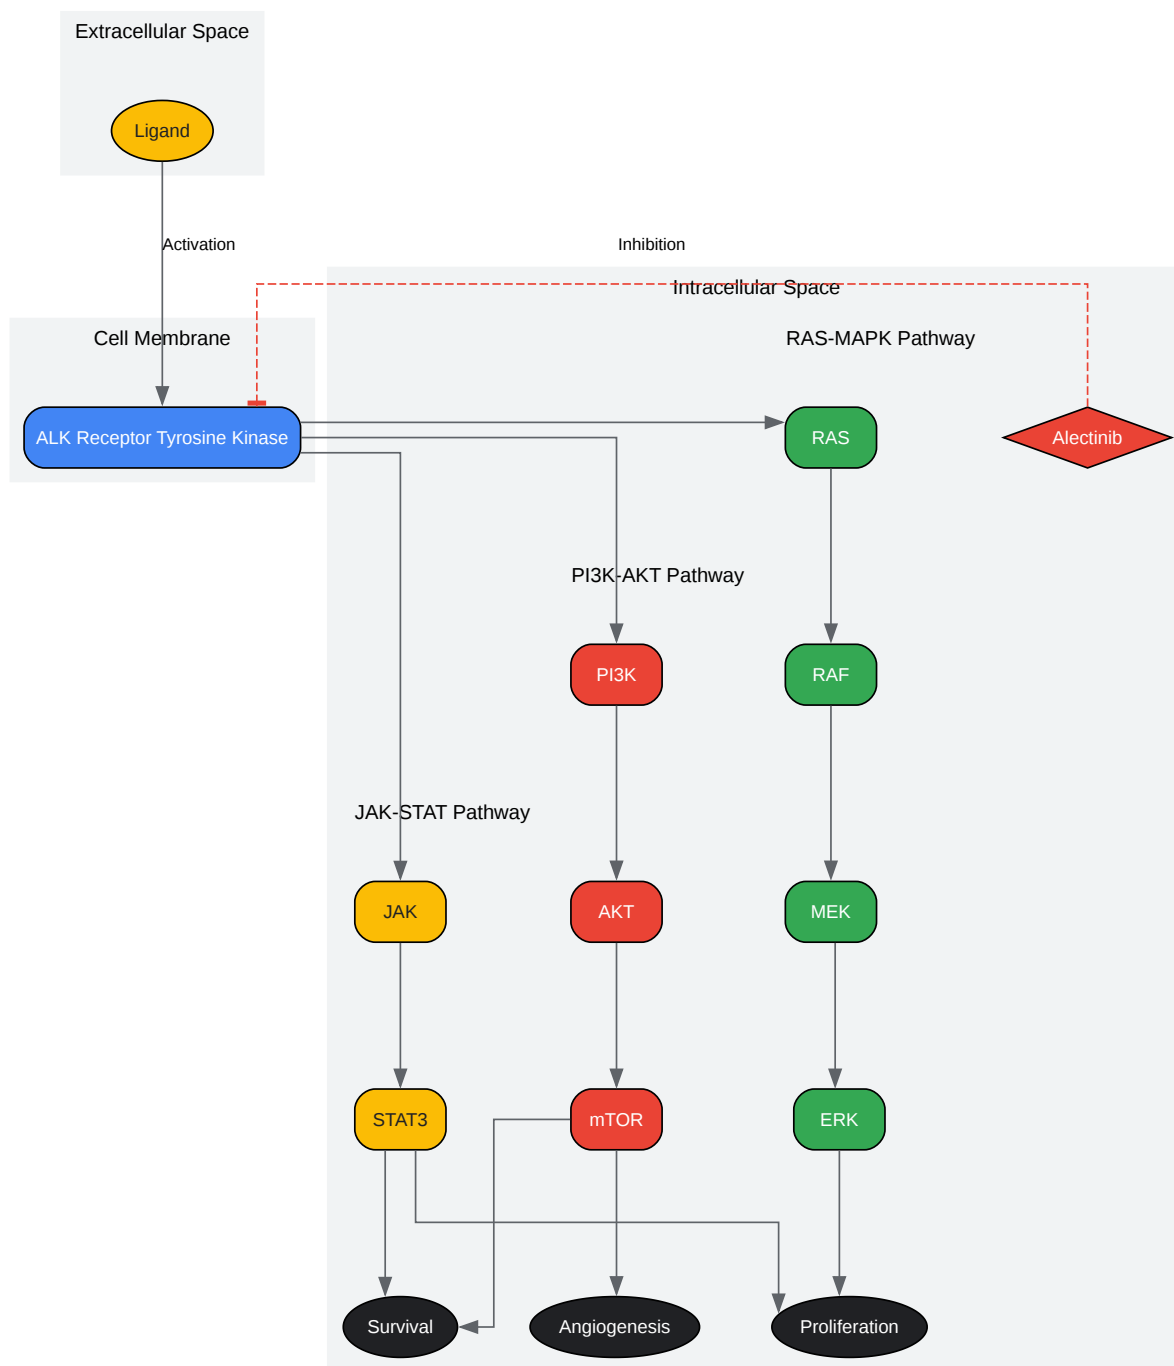 Extracellular Space
Ligand
Activation
Inhibition
Intracellular Space
Cell Membrane
RAS-MAPK Pathway
ALK Receptor Tyrosine Kinase
RAS
Alectinib
PI3K-AKT Pathway
PI3K
RAF
JAK-STAT Pathway
JAK
AKT
MEK
STAT3
mTOR
ERK
Survival
Angiogenesis
Proliferation